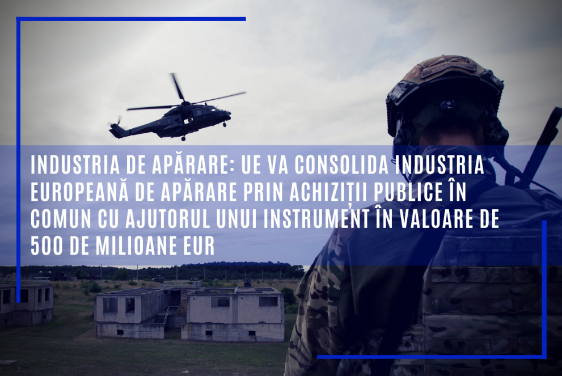 INDUSTRIA DE APĂRARE: UE VA CONSOLIDA INDUSTRIA
EUROPEANĂ DE APĂRARE PRIN ACHIZIȚII PUBLICE ÎN
COMUN CU AJUTORUL UNUI INSTRUMENT ÎN VALOARE DE
500 DE MILIOANE EUR